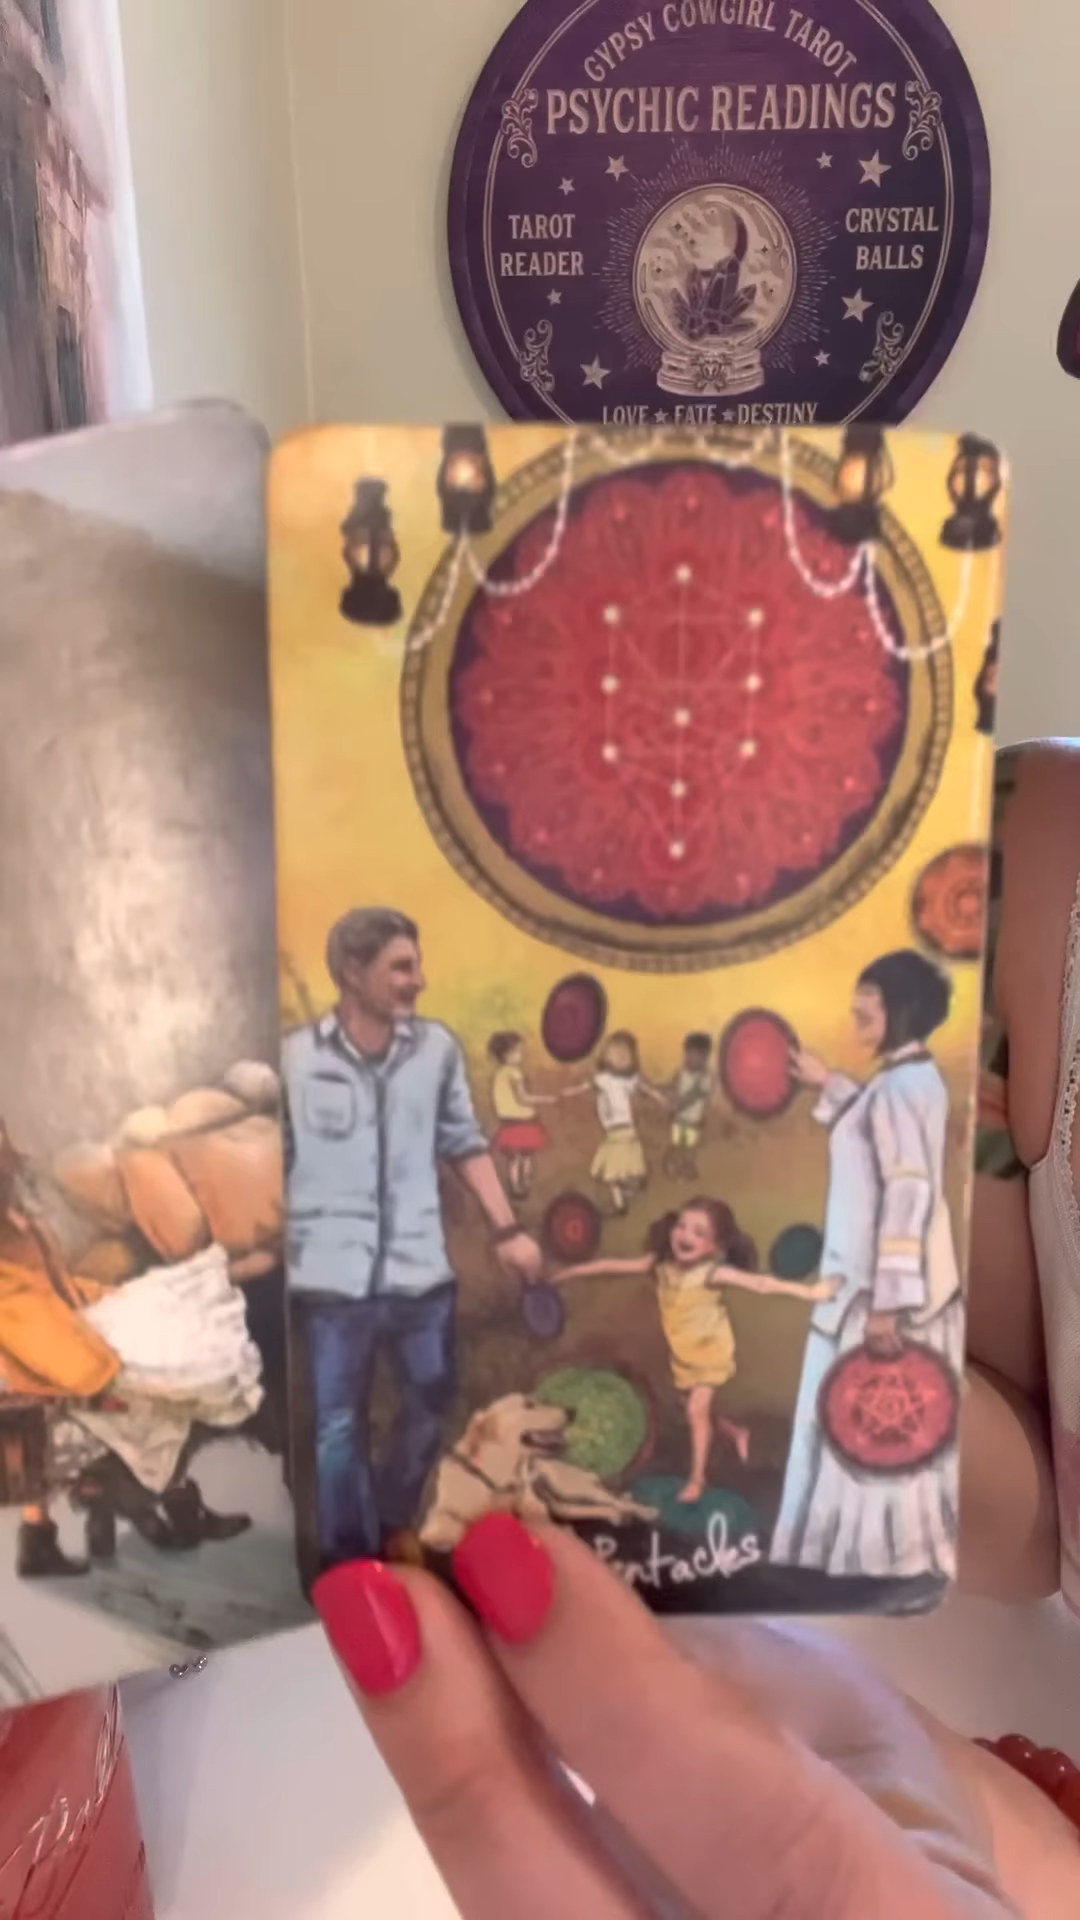 GYPSY COWGIRL TAROT
PSYCHIC READINGS
TAROT
READER
CRYSTAL
BALLS
LOVE ★ FATE ★ DESTINY
Pentacles